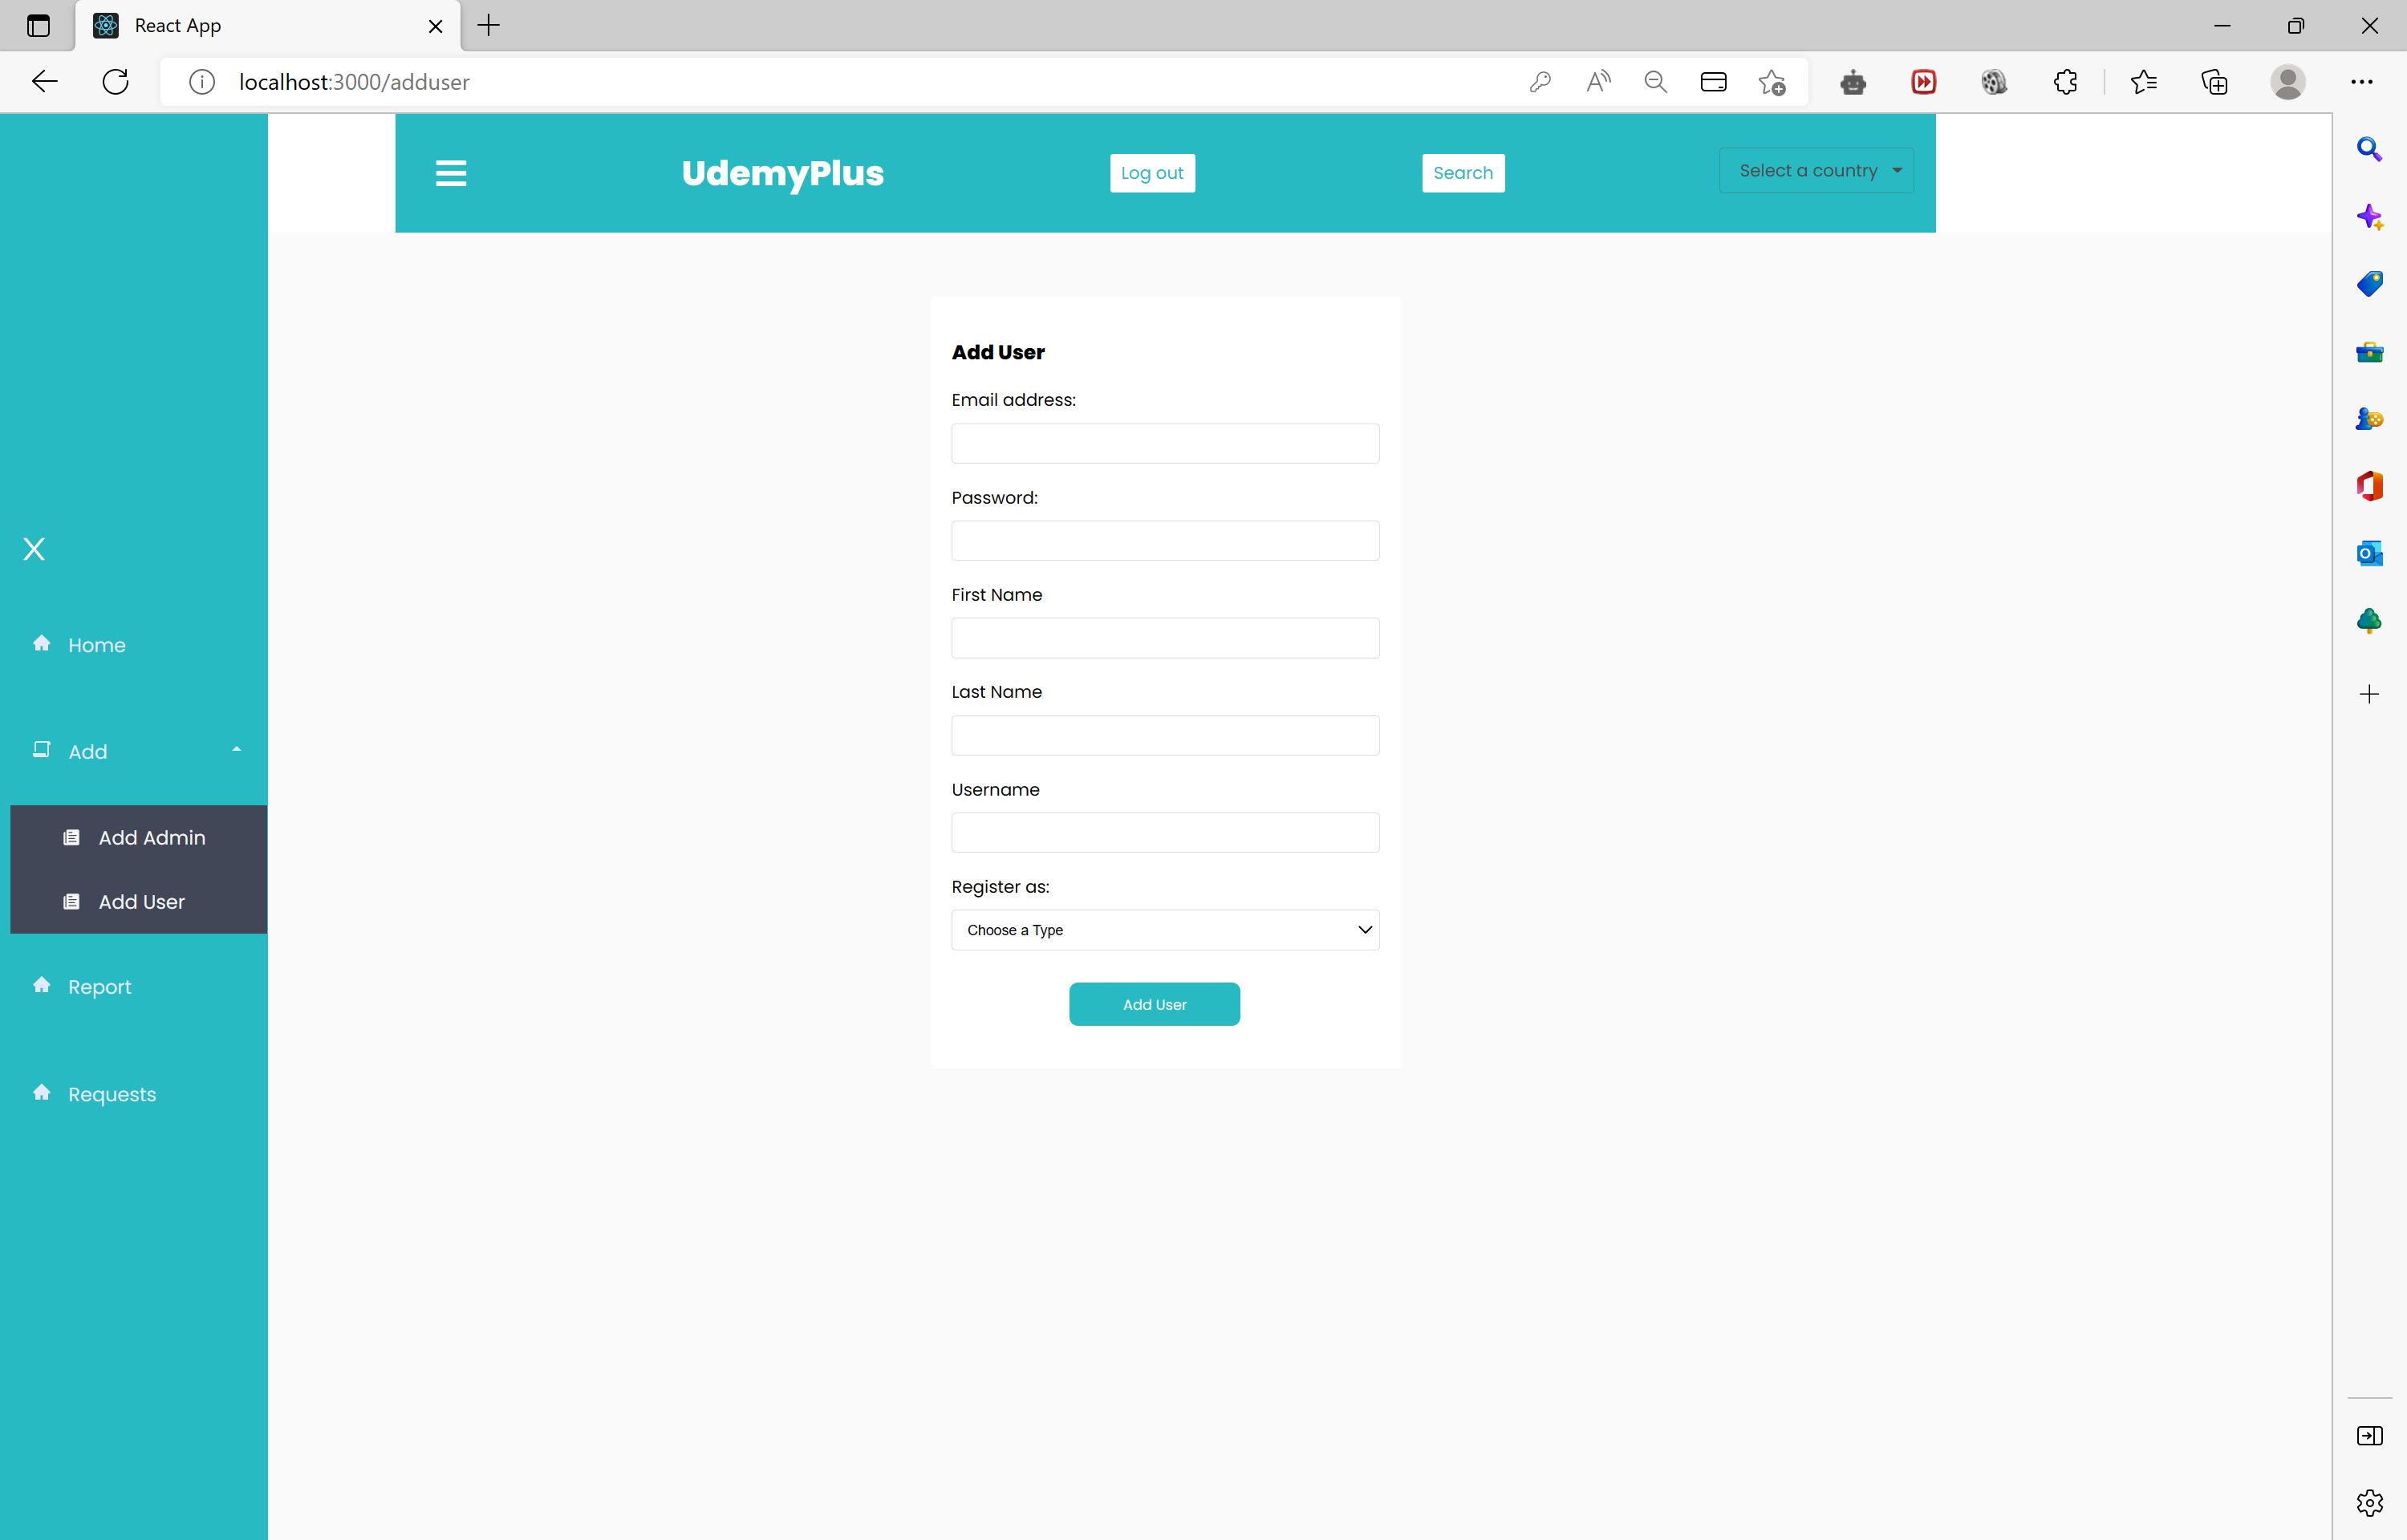 React App
localhost:3000/adduser
UdemyPlus
Log out
Search
Select a country
X
Home
Add
Add Admin
Add User
Report
Requests
Add User
Email address:
Password:
First Name
Last Name
Username
Register as:
Choose a Type
Add User